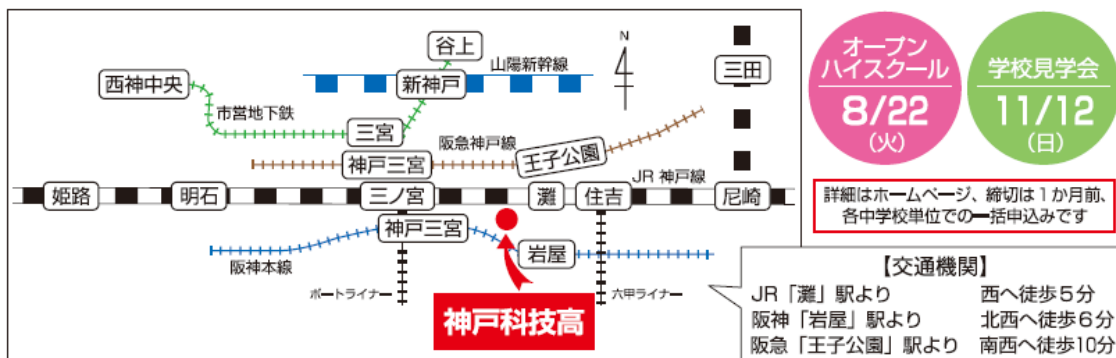 谷上
N
山陽新幹線
西神中央
新神戸
三田
市営地下鉄
三宮
阪急神戸線
神戸三宮
王子公園
JR 神戸線
姫路
明石
三ノ宮
灘
住吉
尼崎
神戸三宮
阪神本線
岩屋
ポートライナー
六甲ライナー
神戸科技高
オープン
ハイスクール
8/22
(火)
学校見学会
11/12
(日)
詳細はホームページ、締切は1か月前、
各中学校単位での一括申込みです
【交通機関】
JR「灘」駅より 西へ徒歩5分
阪神「岩屋」駅より 北西へ徒歩6分
阪急「王子公園」駅より 南西へ徒歩10分